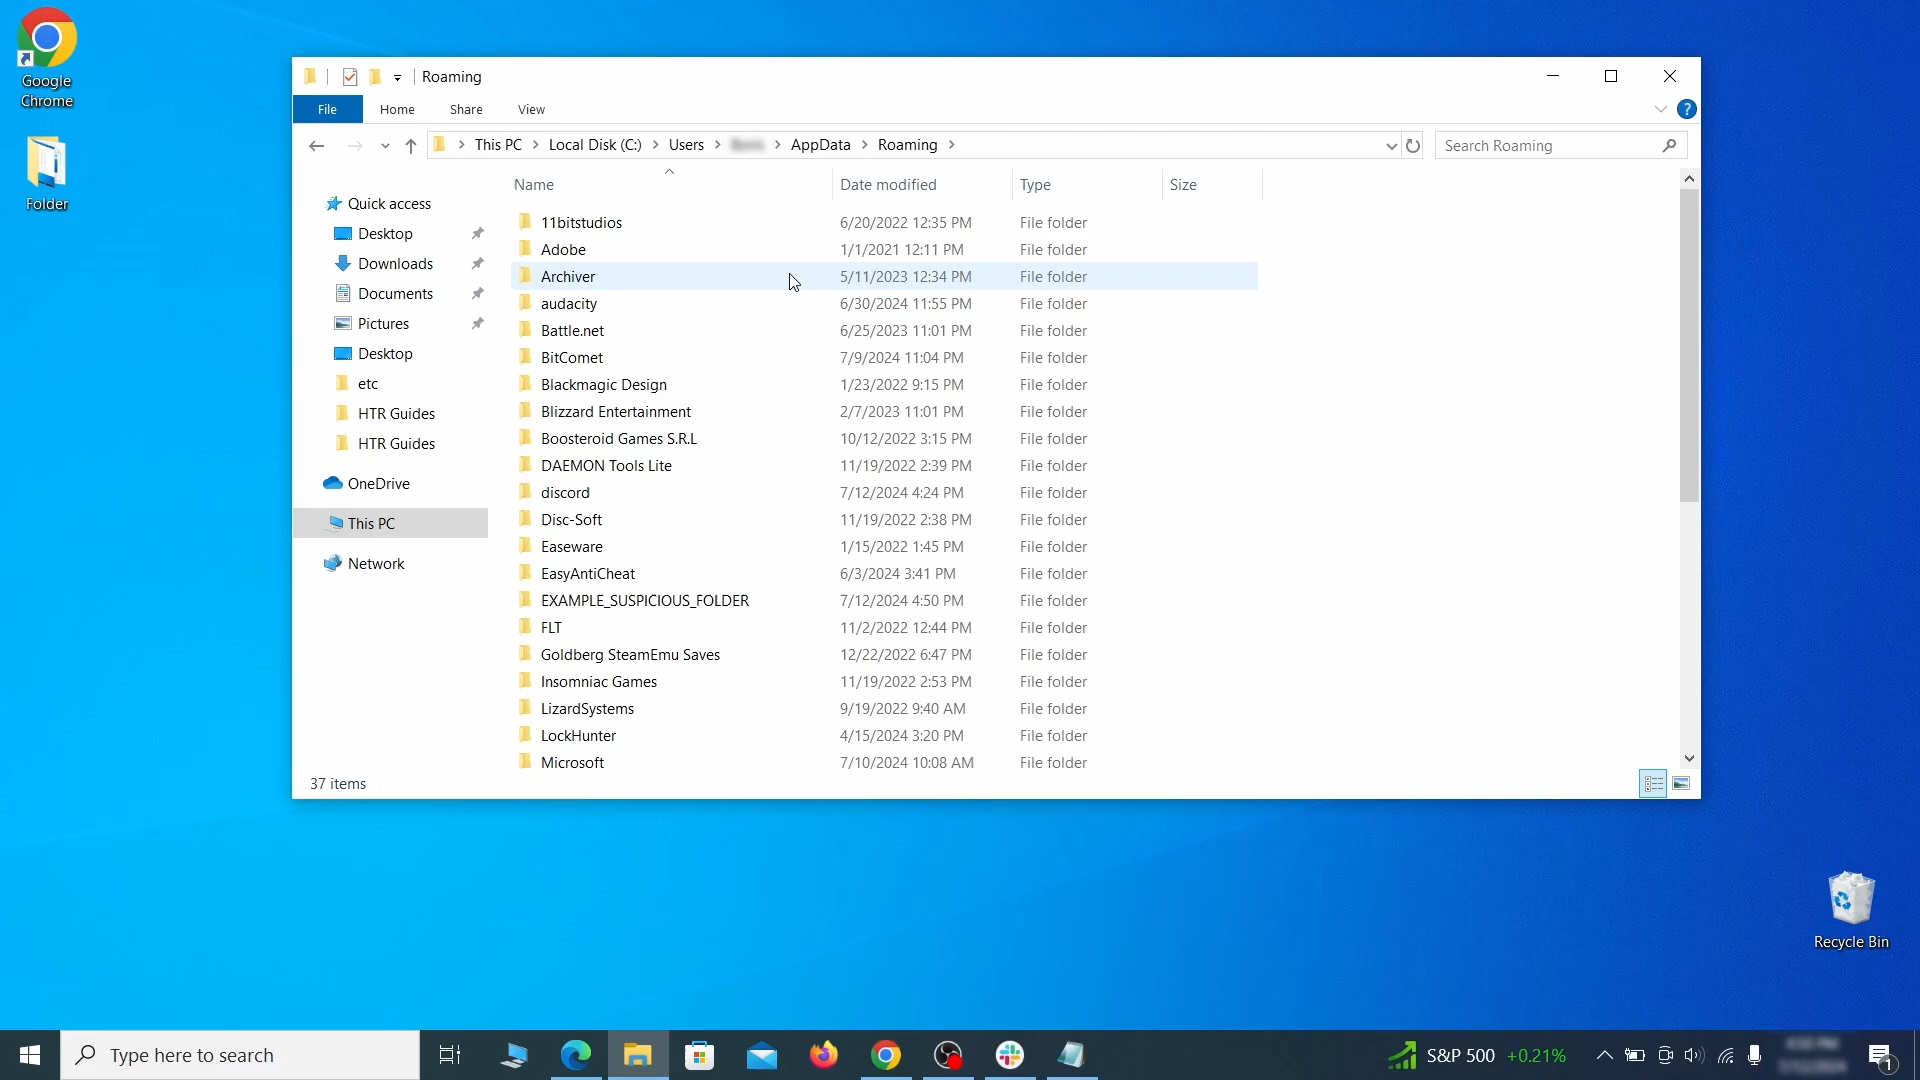 Google
Chrome
Folder
Roaming
File Home Share View
This PC Local Disk (C:) Users AppData Roaming
Search Roaming
Name Date modified Type Size
Quick access
Desktop
Downloads
Documents
Pictures
Desktop
etc
HTR Guides
HTR Guides
OneDrive
This PC
Network
11bitstudios 6/20/2022 12:35 PM File folder
Adobe 1/1/2021 12:11 PM File folder
Archiver 5/11/2023 12:34 PM File folder
audacity 6/30/2024 11:55 PM File folder
Battle.net 6/25/2023 11:01 PM File folder
BitComet 7/9/2024 11:04 PM File folder
Blackmagic Design 1/23/2022 9:15 PM File folder
Blizzard Entertainment 2/7/2023 11:01 PM File folder
Boosteroid Games S.R.L 10/12/2022 3:15 PM File folder
DAEMON Tools Lite 11/19/2022 2:39 PM File folder
discord 7/12/2024 4:24 PM File folder
Disc-Soft 11/19/2022 2:38 PM File folder
Easeware 1/15/2022 1:45 PM File folder
EasyAntiCheat 6/3/2024 3:41 PM File folder
EXAMPLE_SUSPICIOUS_FOLDER 7/12/2024 4:50 PM File folder
FLT 11/2/2022 12:44 PM File folder
Goldberg SteamEmu Saves 12/22/2022 6:47 PM File folder
Insomniac Games 11/19/2022 2:53 PM File folder
LizardSystems 9/19/2022 9:40 AM File folder
LockHunter 4/15/2024 3:20 PM File folder
Microsoft 7/10/2024 10:08 AM File folder
37 items
Recycle Bin
Type here to search
S&P 500 +0.21%
1